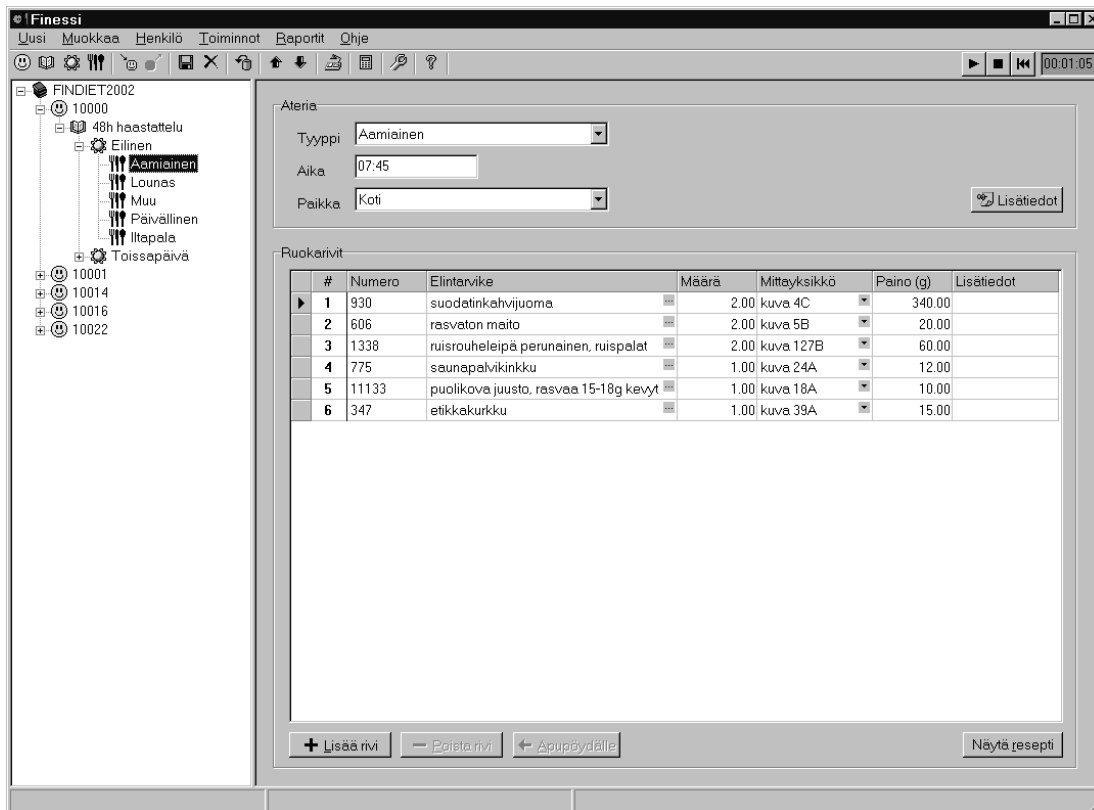 Finessi
Uusi Muokkaa Henkilö Toiminnot Raportit Ohje
00:01:05
FINDIET2002
10000
48h haastattelu
Eilinen
Aamiainen
Lounas
Muu
Päivällinen
Iltapala
Toissapäivä
10001
10014
10016
10022
Ateria
Tyyppi Aamiainen
Aika 07:45
Paikka Koti
Lisätiedot
Ruokarivit
# Numero Elintarvike Määrä Mittayksikkö Paino (g) Lisätiedot
1 930 suodatinkahvijuoma ... 2.00 kuva 4C 340.00
2 606 rasvaton maito ... 2.00 kuva 5B 20.00
3 1338 ruisrouheleipä perunainen, ruispalat ... 2.00 kuva 127B 60.00
4 775 saunapalvikinkku ... 1.00 kuva 24A 12.00
5 11133 puolikova juusto, rasvaa 15-18g kevyt ... 1.00 kuva 18A 10.00
6 347 etikkakurkku ... 1.00 kuva 39A 15.00
Lisää rivi Poista rivi Apupöydälle Näytä resepti